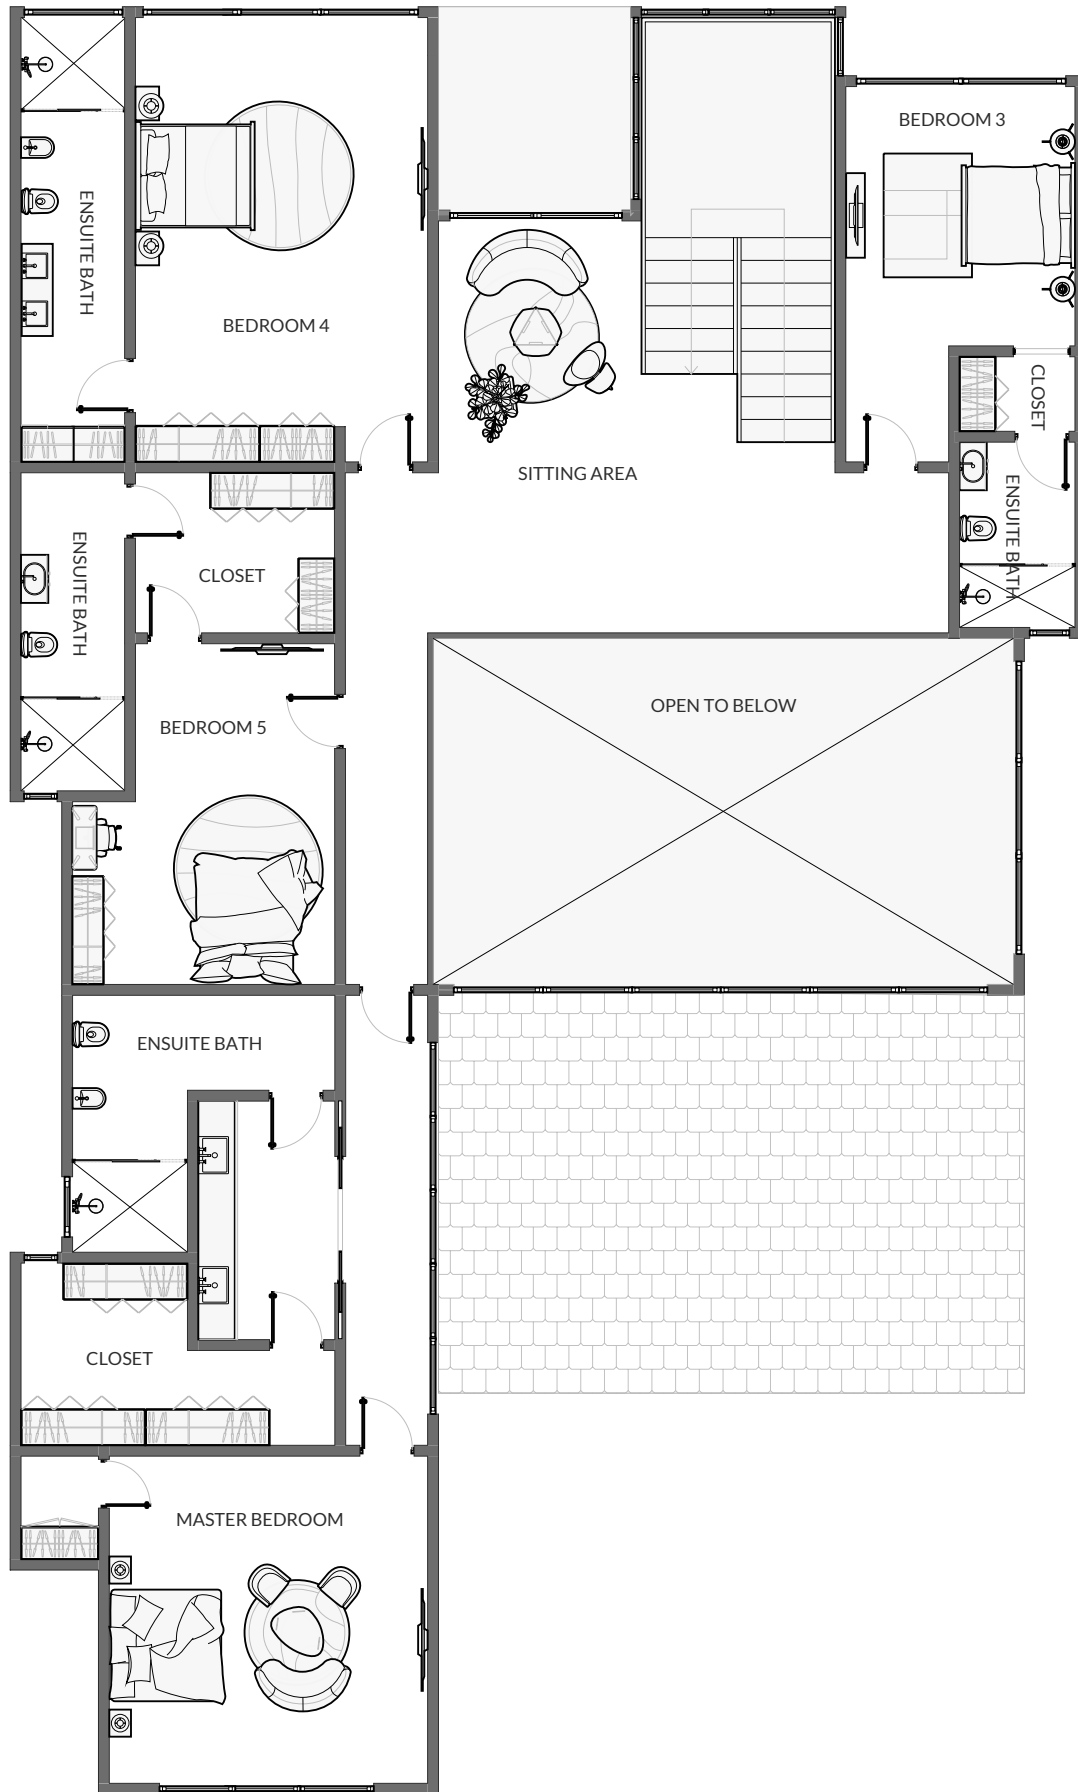 BEDROOM 3
ENSUITE BATH
BEDROOM 4
CLOSET
SITTING AREA
ENSUITE BATH
ENSUITE BATH
CLOSET
OPEN TO BELOW
BEDROOM 5
ENSUITE BATH
CLOSET
MASTER BEDROOM